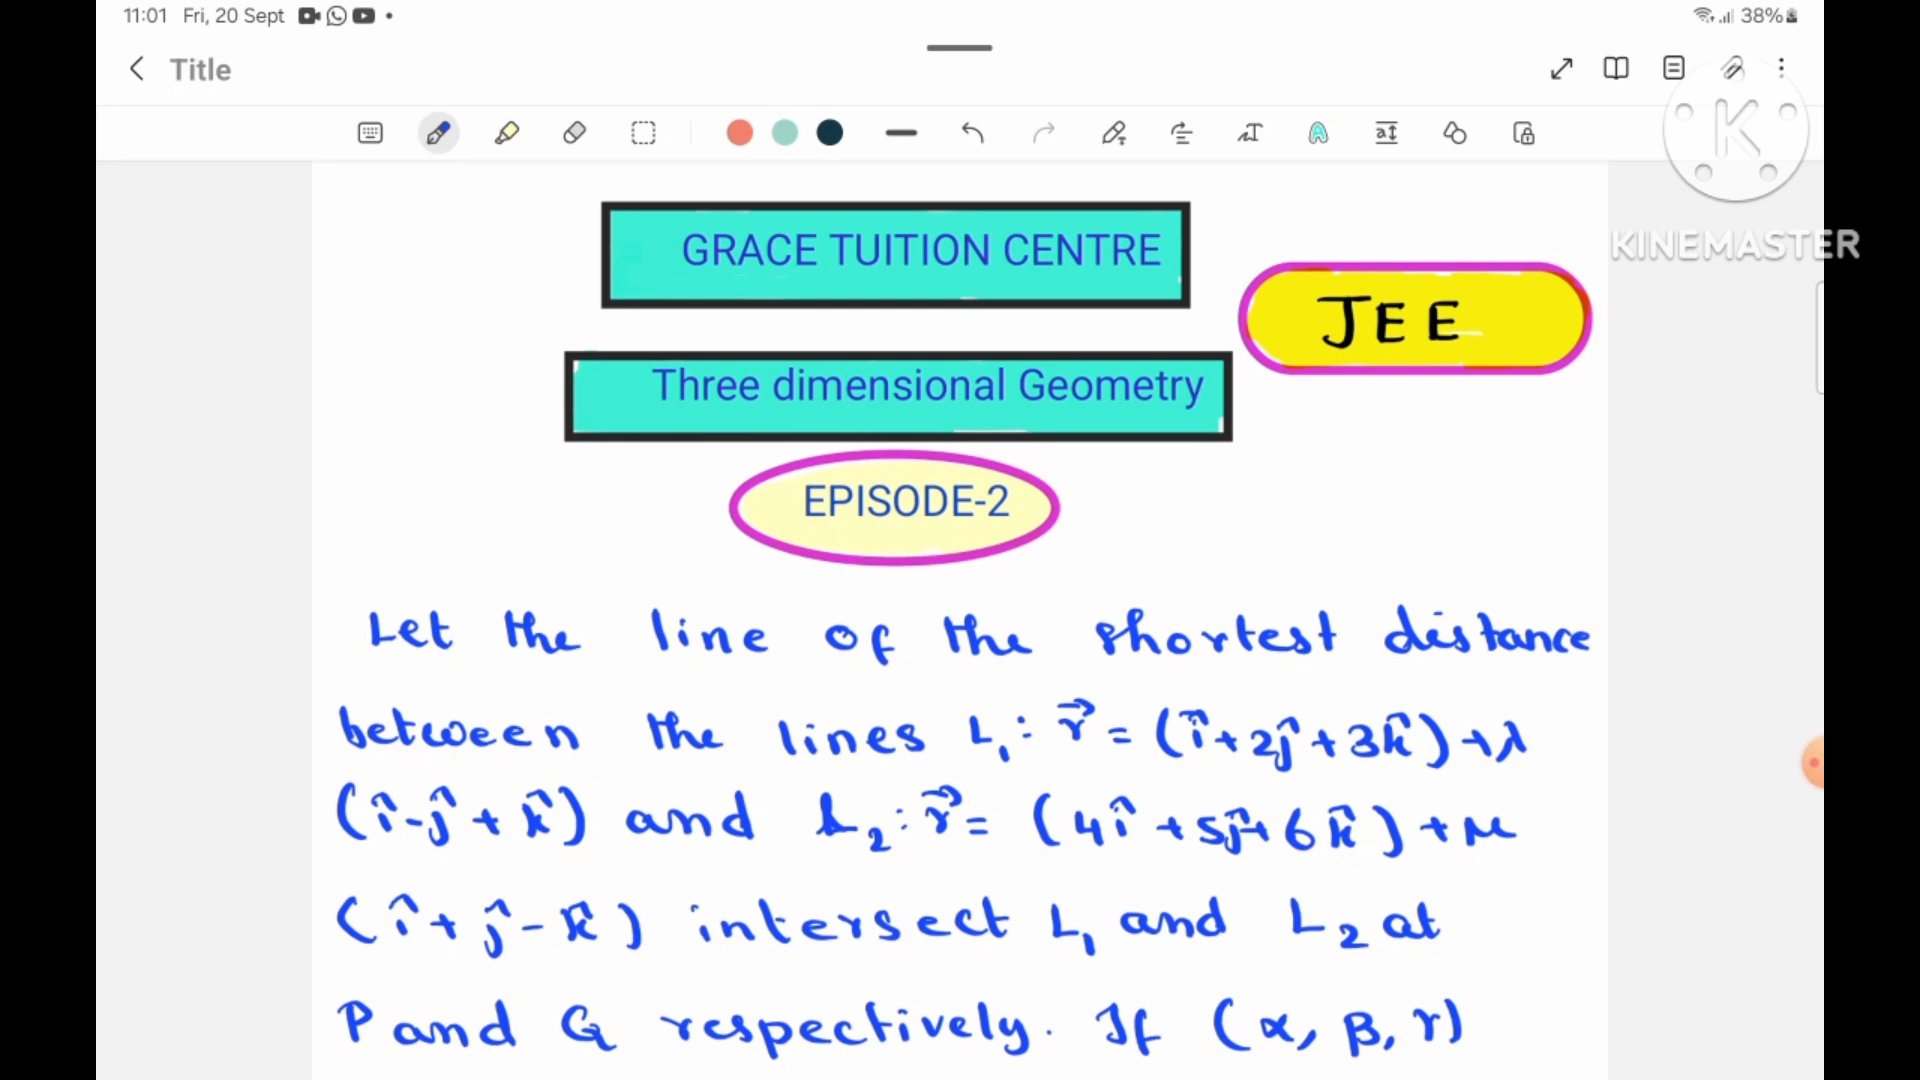 11:01 Fri, 20 Sept
38%
Title
KINEMASTER
GRACE TUITION CENTRE
JEE
Three dimensional Geometry
EPISODE-2
Let the line of the shortest distance
between the lines L₁: r⃗ = (î+2ĵ+3k̂)+λ
(î-ĵ+k̂) and L₂: r⃗= (4î+5ĵ+6k̂)+μ
(î+ĵ-k̂) intersect L₁ and L₂ at
P and Q respectively. If (α, β, γ)